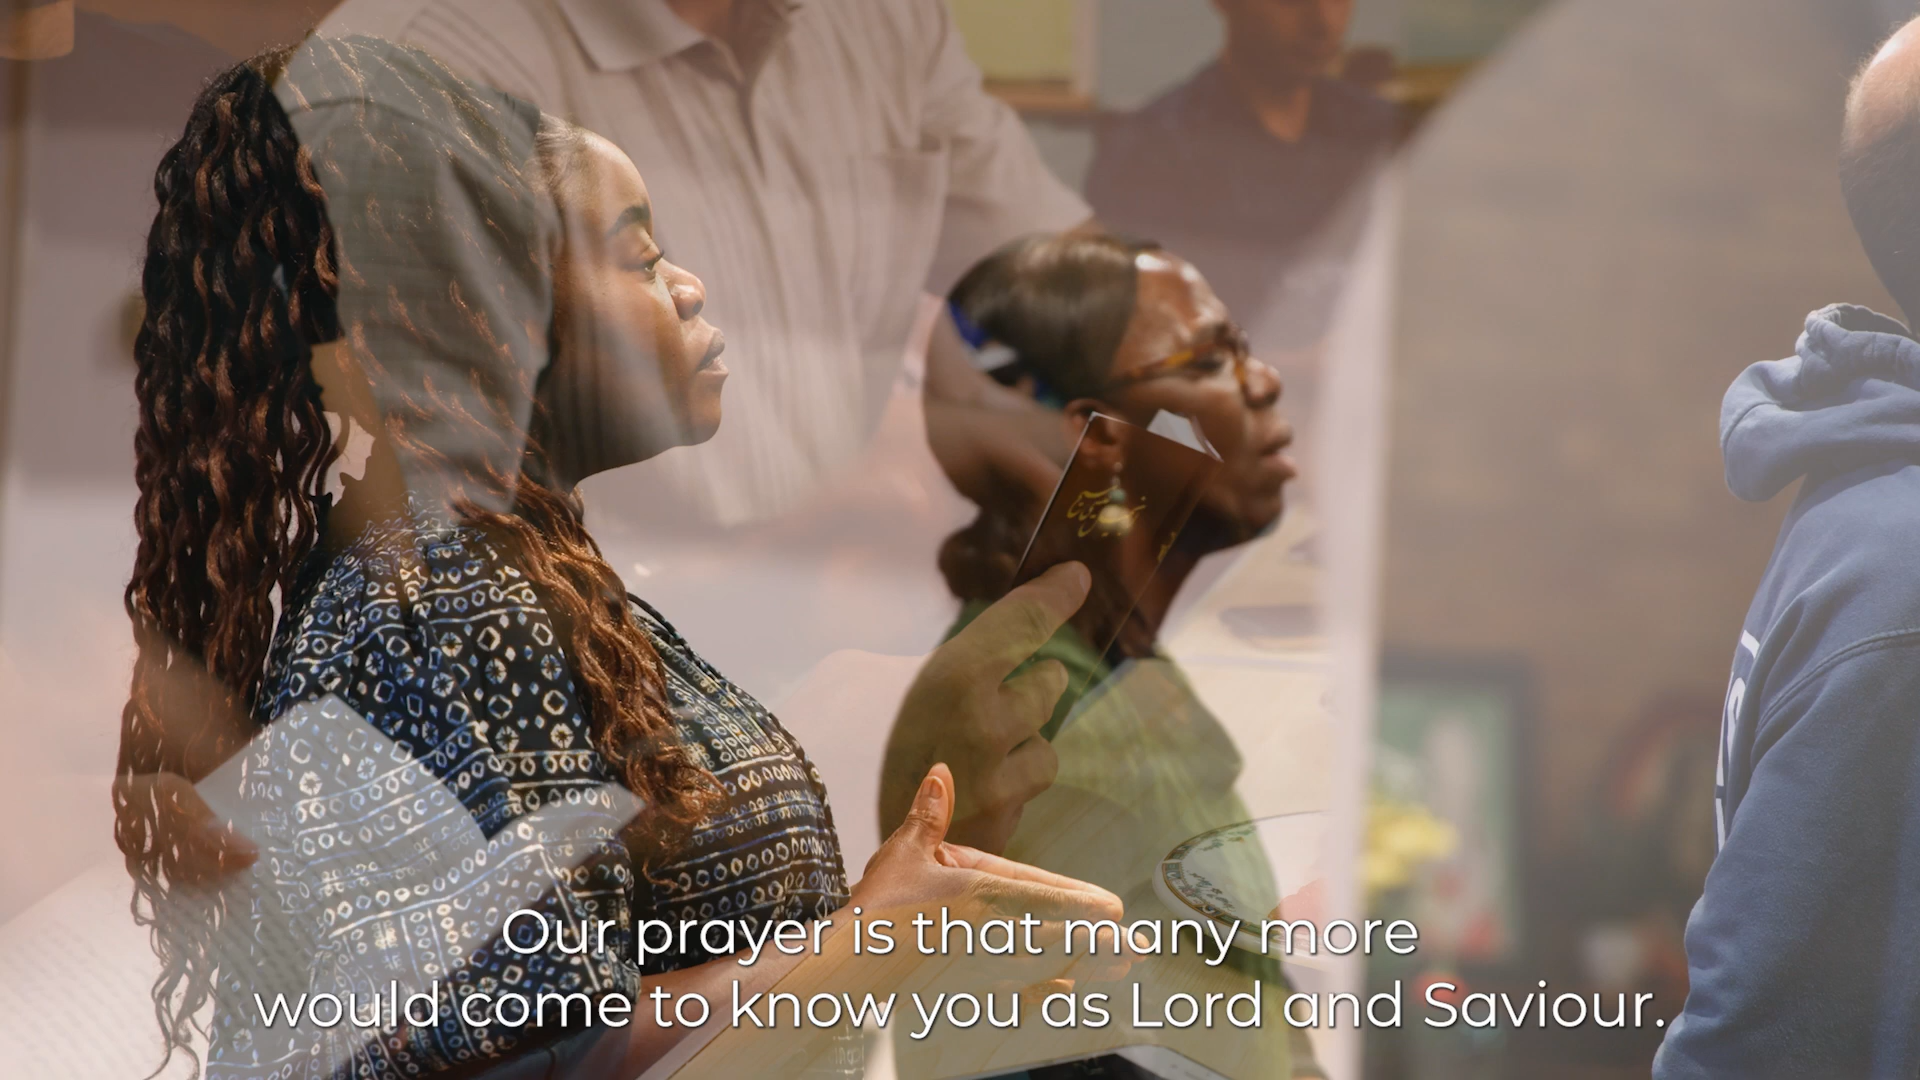 Our prayer is that many more
would come to know you as Lord and Saviour.